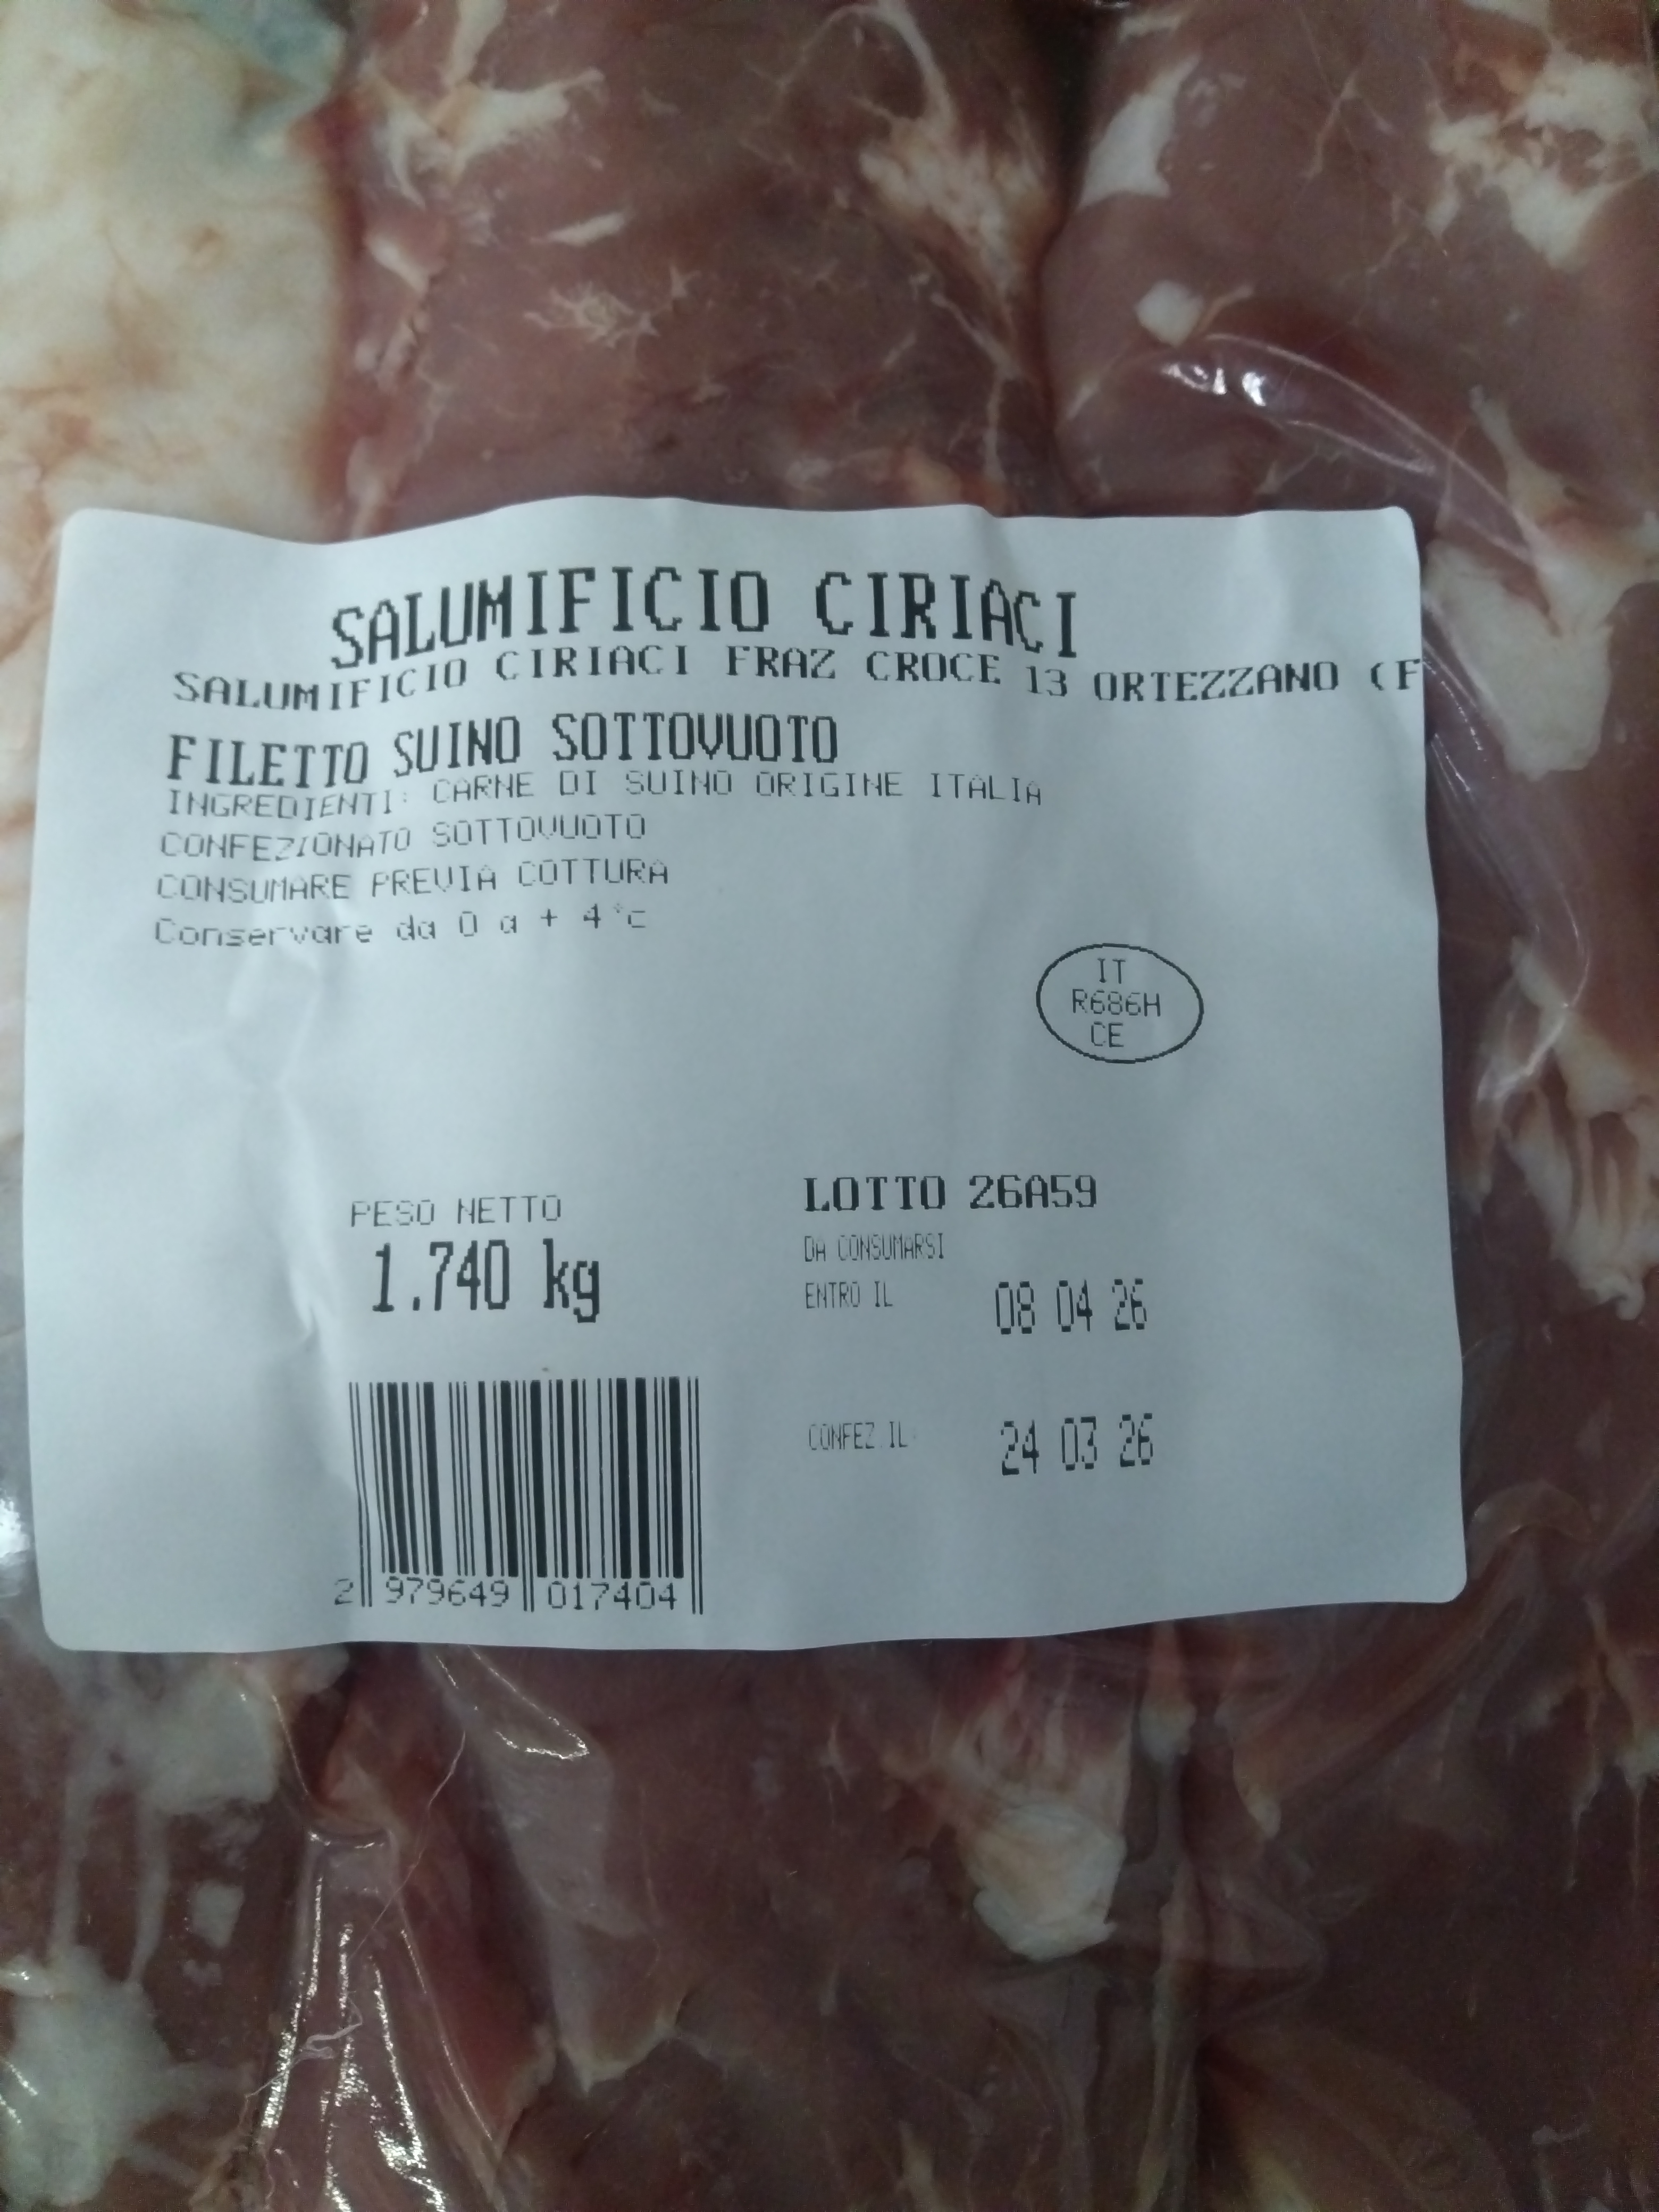 SALUMIFICIO CIRIACI
SALUMIFICIO CIRIACI FRAZ CROCE 13 ORTEZZANO (F
FILETTO SUINO SOTTOVUOTO
INGREDIENTI: CARNE DI SUINO ORIGINE ITALIA
CONFEZIONATO SOTTOVUOTO
CONSUMARE PREVIA COTTURA
Conservare da 0 a + 4°c
IT
R686H
CE
PESO NETTO
1.740 kg
LOTTO 26A59
DA CONSUMARSI
ENTRO IL 08 04 26
CONFEZ.IL: 24 03 26
2 979649 017404